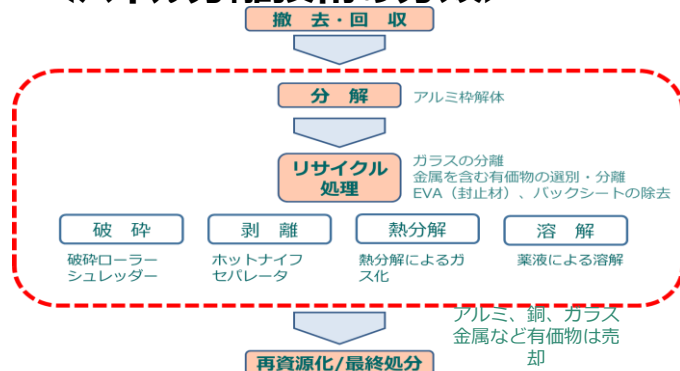 撤去・回収
分解
アルミ枠解体
リサイクル
処理
ガラスの分離
金属を含む有価物の選別・分離
EVA（封止材）、バックシートの除去
破砕
剥離
熱分解
溶解
破砕ローラー
シュレッダー
ホットナイフ
セパレータ
熱分解によるガ
ス化
薬液による溶解
アルミ、銅、ガラス
金属など有価物は売
却
再資源化/最終処分